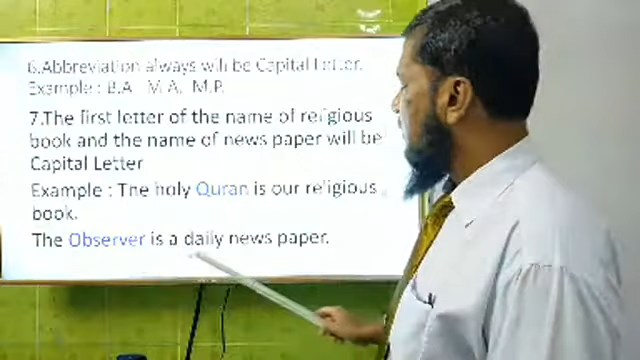 6.Abbreviation always will be Capital Letter.
Example : B.A M.A, M.P.
7.The first letter of the name of religious
book and the name of news paper will be
Capital Letter
Example : The holy Quran is our religious
book.
The Observer is a daily news paper.